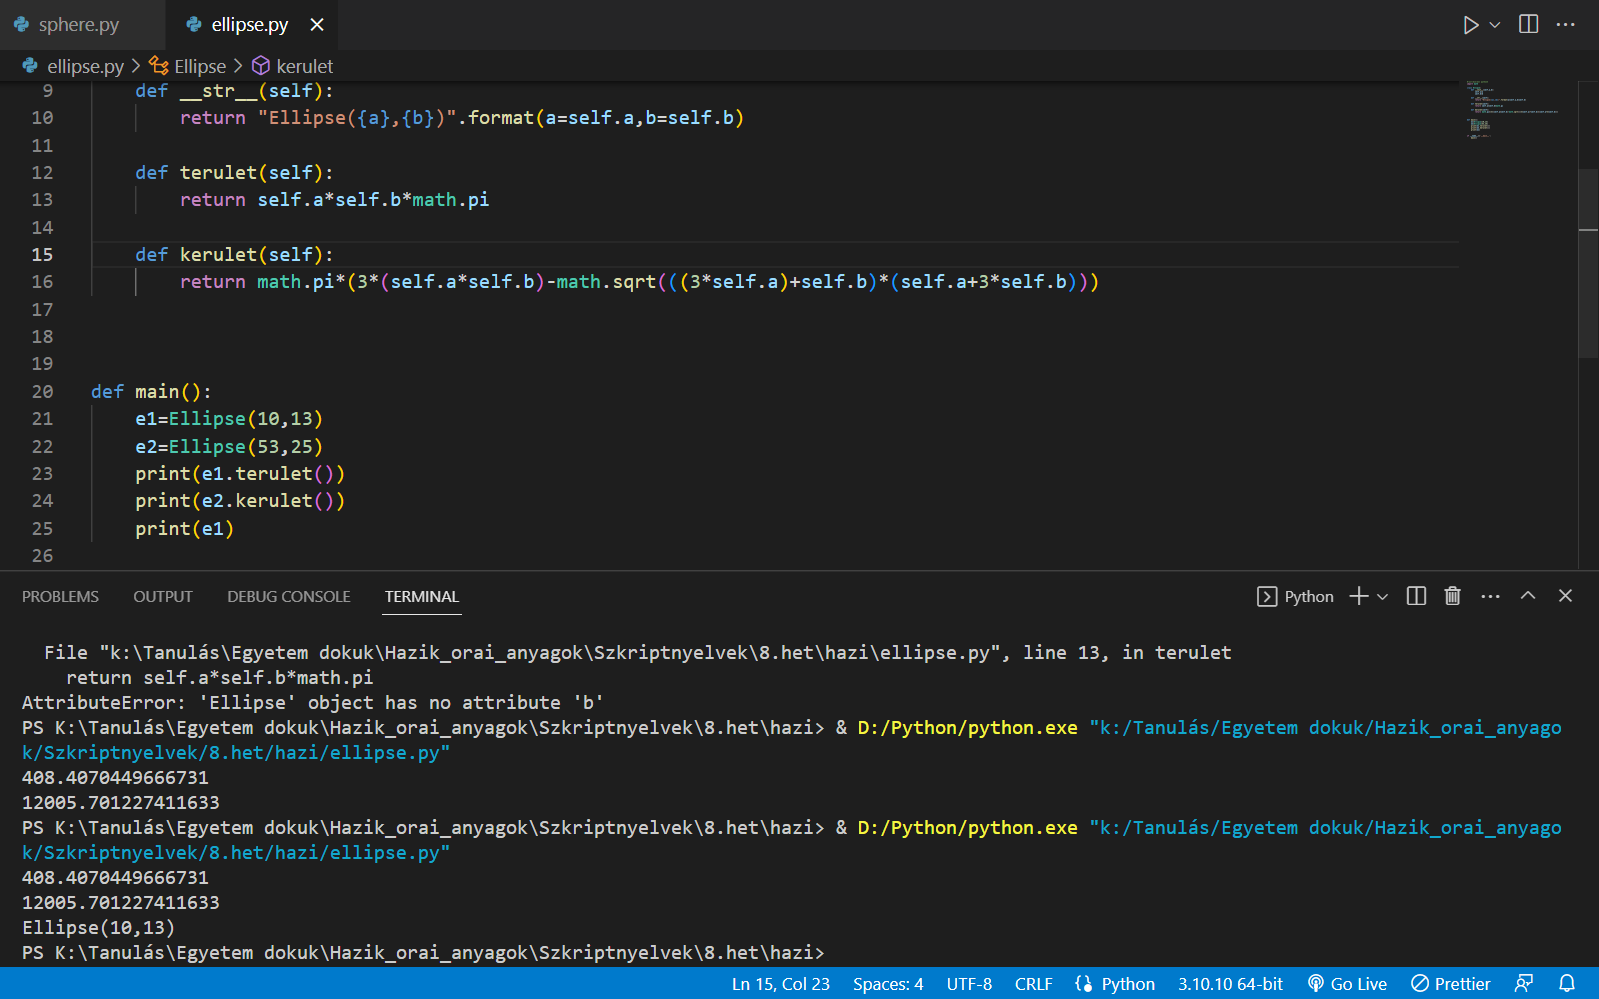 sphere.py
ellipse.py
ellipse.py > Ellipse > kerulet
9 def __str__(self):
10 return "Ellipse({a},{b})".format(a=self.a,b=self.b)
11
12 def terulet(self):
13 return self.a*self.b*math.pi
14
15 def kerulet(self):
16 return math.pi*(3*(self.a*self.b)-math.sqrt(((3*self.a)+self.b)*(self.a+3*self.b)))
17
18
19
20 def main():
21 e1=Ellipse(10,13)
22 e2=Ellipse(53,25)
23 print(e1.terulet())
24 print(e2.kerulet())
25 print(e1)
26
PROBLEMS OUTPUT DEBUG CONSOLE TERMINAL Python
File "k:\Tanulás\Egyetem dokuk\Hazik_orai_anyagok\Szkriptnyelvek\8.het\hazi\ellipse.py", line 13, in terulet
return self.a*self.b*math.pi
AttributeError: 'Ellipse' object has no attribute 'b'
PS K:\Tanulás\Egyetem dokuk\Hazik_orai_anyagok\Szkriptnyelvek\8.het\hazi> & D:/Python/python.exe "k:/Tanulás/Egyetem dokuk/Hazik_orai_anyago
k/Szkriptnyelvek/8.het/hazi/ellipse.py"
408.4070449666731
12005.701227411633
PS K:\Tanulás\Egyetem dokuk\Hazik_orai_anyagok\Szkriptnyelvek\8.het\hazi> & D:/Python/python.exe "k:/Tanulás/Egyetem dokuk/Hazik_orai_anyago
k/Szkriptnyelvek/8.het/hazi/ellipse.py"
408.4070449666731
12005.701227411633
Ellipse(10,13)
PS K:\Tanulás\Egyetem dokuk\Hazik_orai_anyagok\Szkriptnyelvek\8.het\hazi>
Ln 15, Col 23 Spaces: 4 UTF-8 CRLF Python 3.10.10 64-bit Go Live Prettier